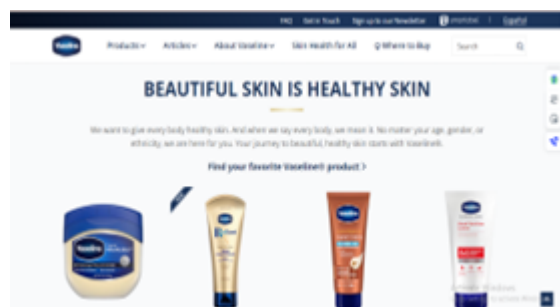 FAQ Get in Touch Sign up to our Newsletter Español
Vaseline Products Articles About Vaseline Skin Health for All Where to Buy Search
BEAUTIFUL SKIN IS HEALTHY SKIN
We want to give every body healthy skin. And when we say every body, we mean it. No matter your age, gender, or
ethnicity, we are here for you. Your journey to beautiful, healthy skin starts with Vaseline®.
Find your favorite Vaseline® product >
Vaseline
Vaseline
Vaseline
Vaseline
Activate Windows